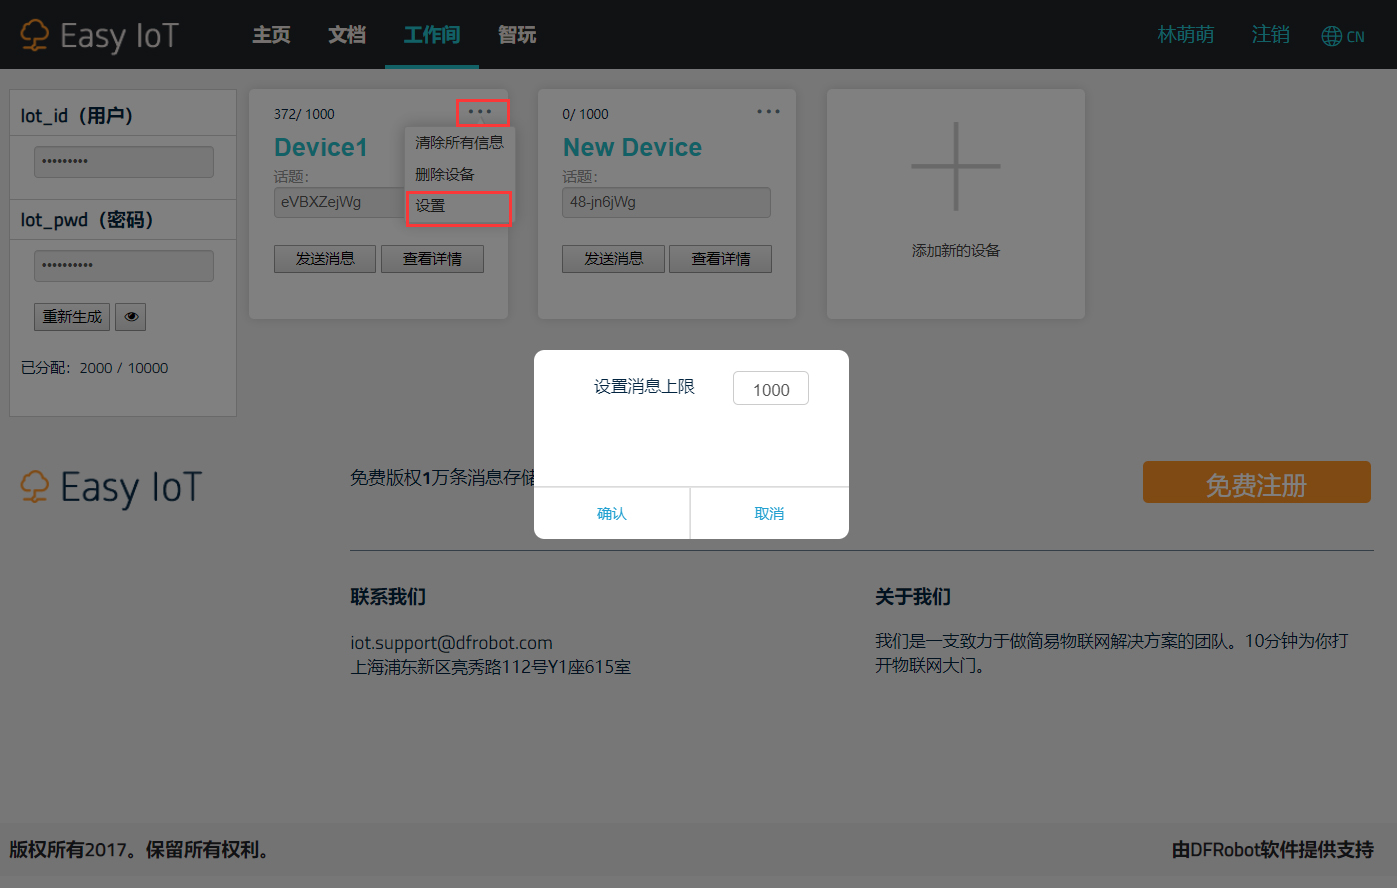 Easy IoT
主页 文档 工作间 智玩
林萌萌 注销 CN
Iot_id（用户）
•••••••••
Iot_pwd（密码）
••••••••••
重新生成
已分配：2000 / 10000
372/ 1000
•••
清除所有信息
删除设备
设置
Device1
话题：
eVBXZejWg
发送消息 查看详情
0/ 1000
•••
New Device
话题：
48-jn6jWg
发送消息 查看详情
添加新的设备
设置消息上限 1000
确认 取消
Easy IoT
免费版权1万条消息存储
免费注册
联系我们
iot.support@dfrobot.com
上海浦东新区亮秀路112号Y1座615室
关于我们
我们是一支致力于做简易物联网解决方案的团队。10分钟为你打
开物联网大门。
版权所有2017。保留所有权利。
由DFRobot软件提供支持